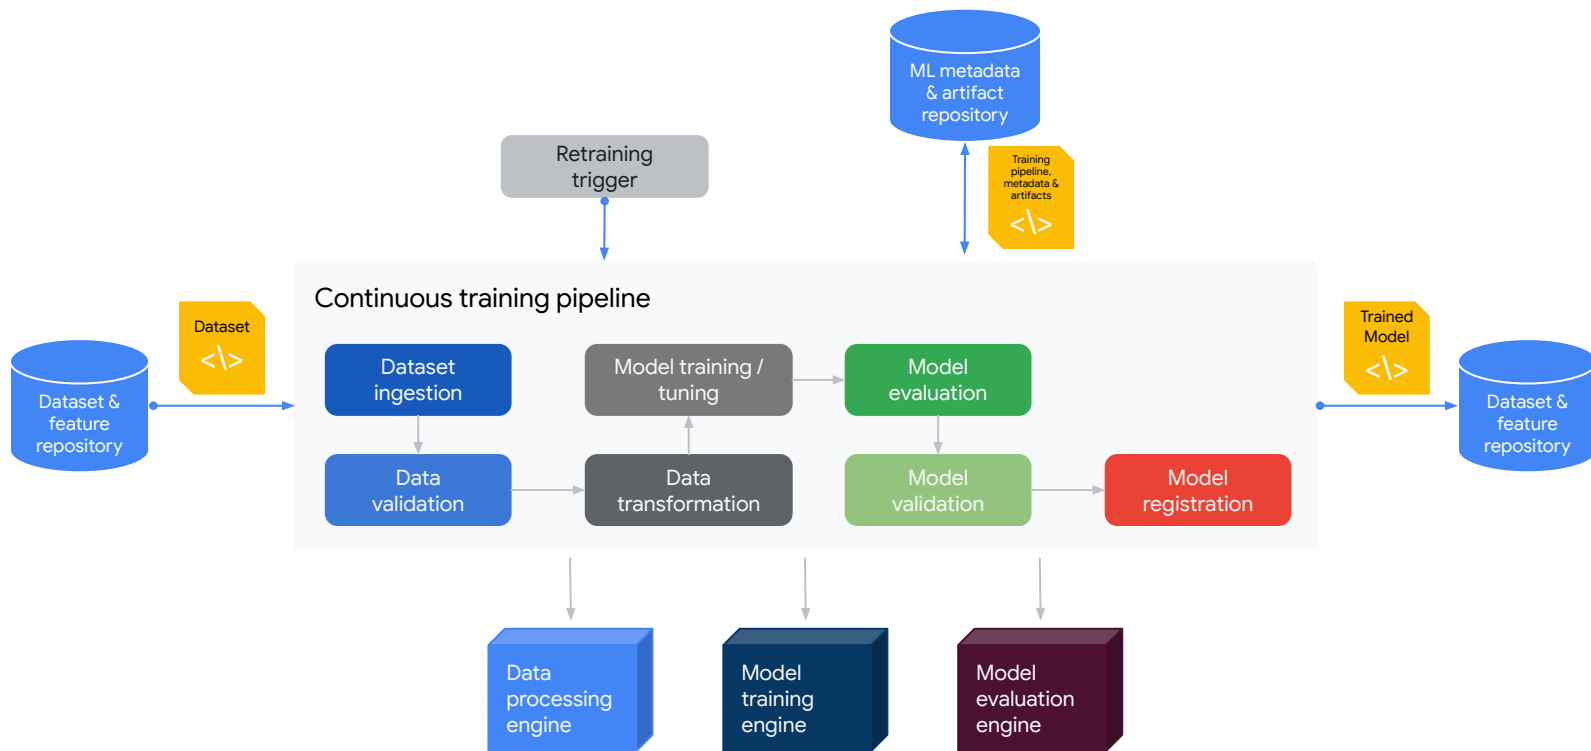 ML metadata
& artifact
repository
Retraining
trigger
Training
pipeline,
metadata &
artifacts
</>
Continuous training pipeline
Dataset
</>
Trained
Model
</>
Dataset &
feature
repository
Dataset
ingestion
Model training /
tuning
Model
evaluation
Dataset &
feature
repository
Data
validation
Data
transformation
Model
validation
Model
registration
Data
processing
engine
Model
training
engine
Model
evaluation
engine